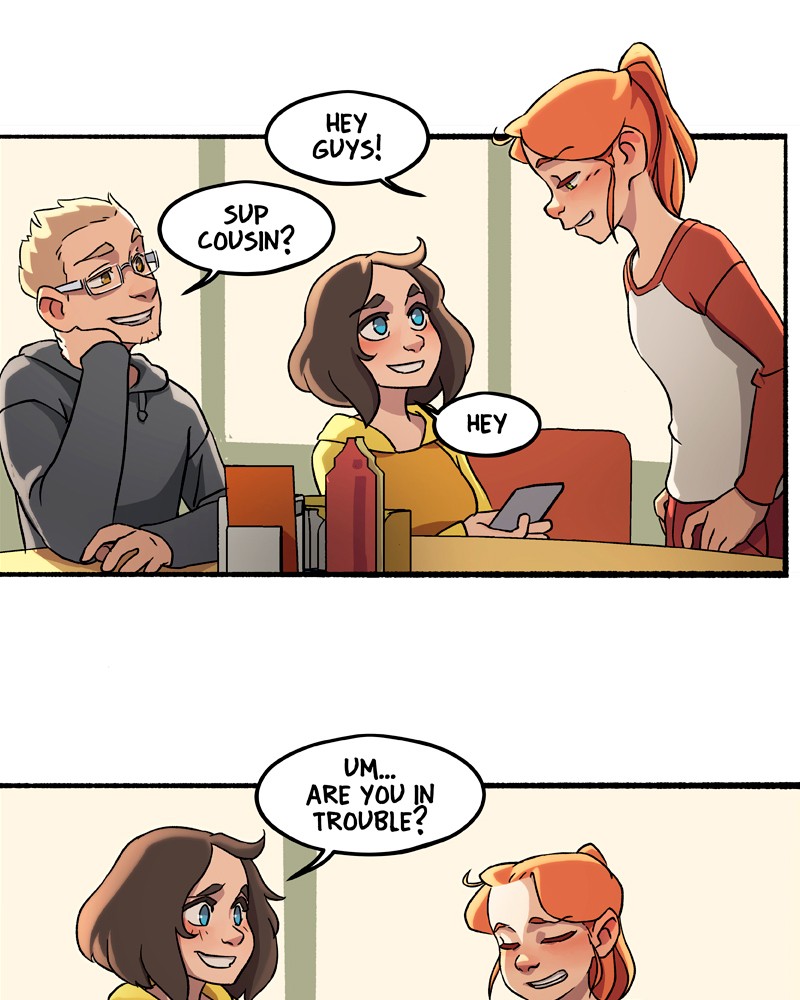 HEY
GUYS!
SUP
COUSIN?
HEY
UM...
ARE YOU IN
TROUBLE?